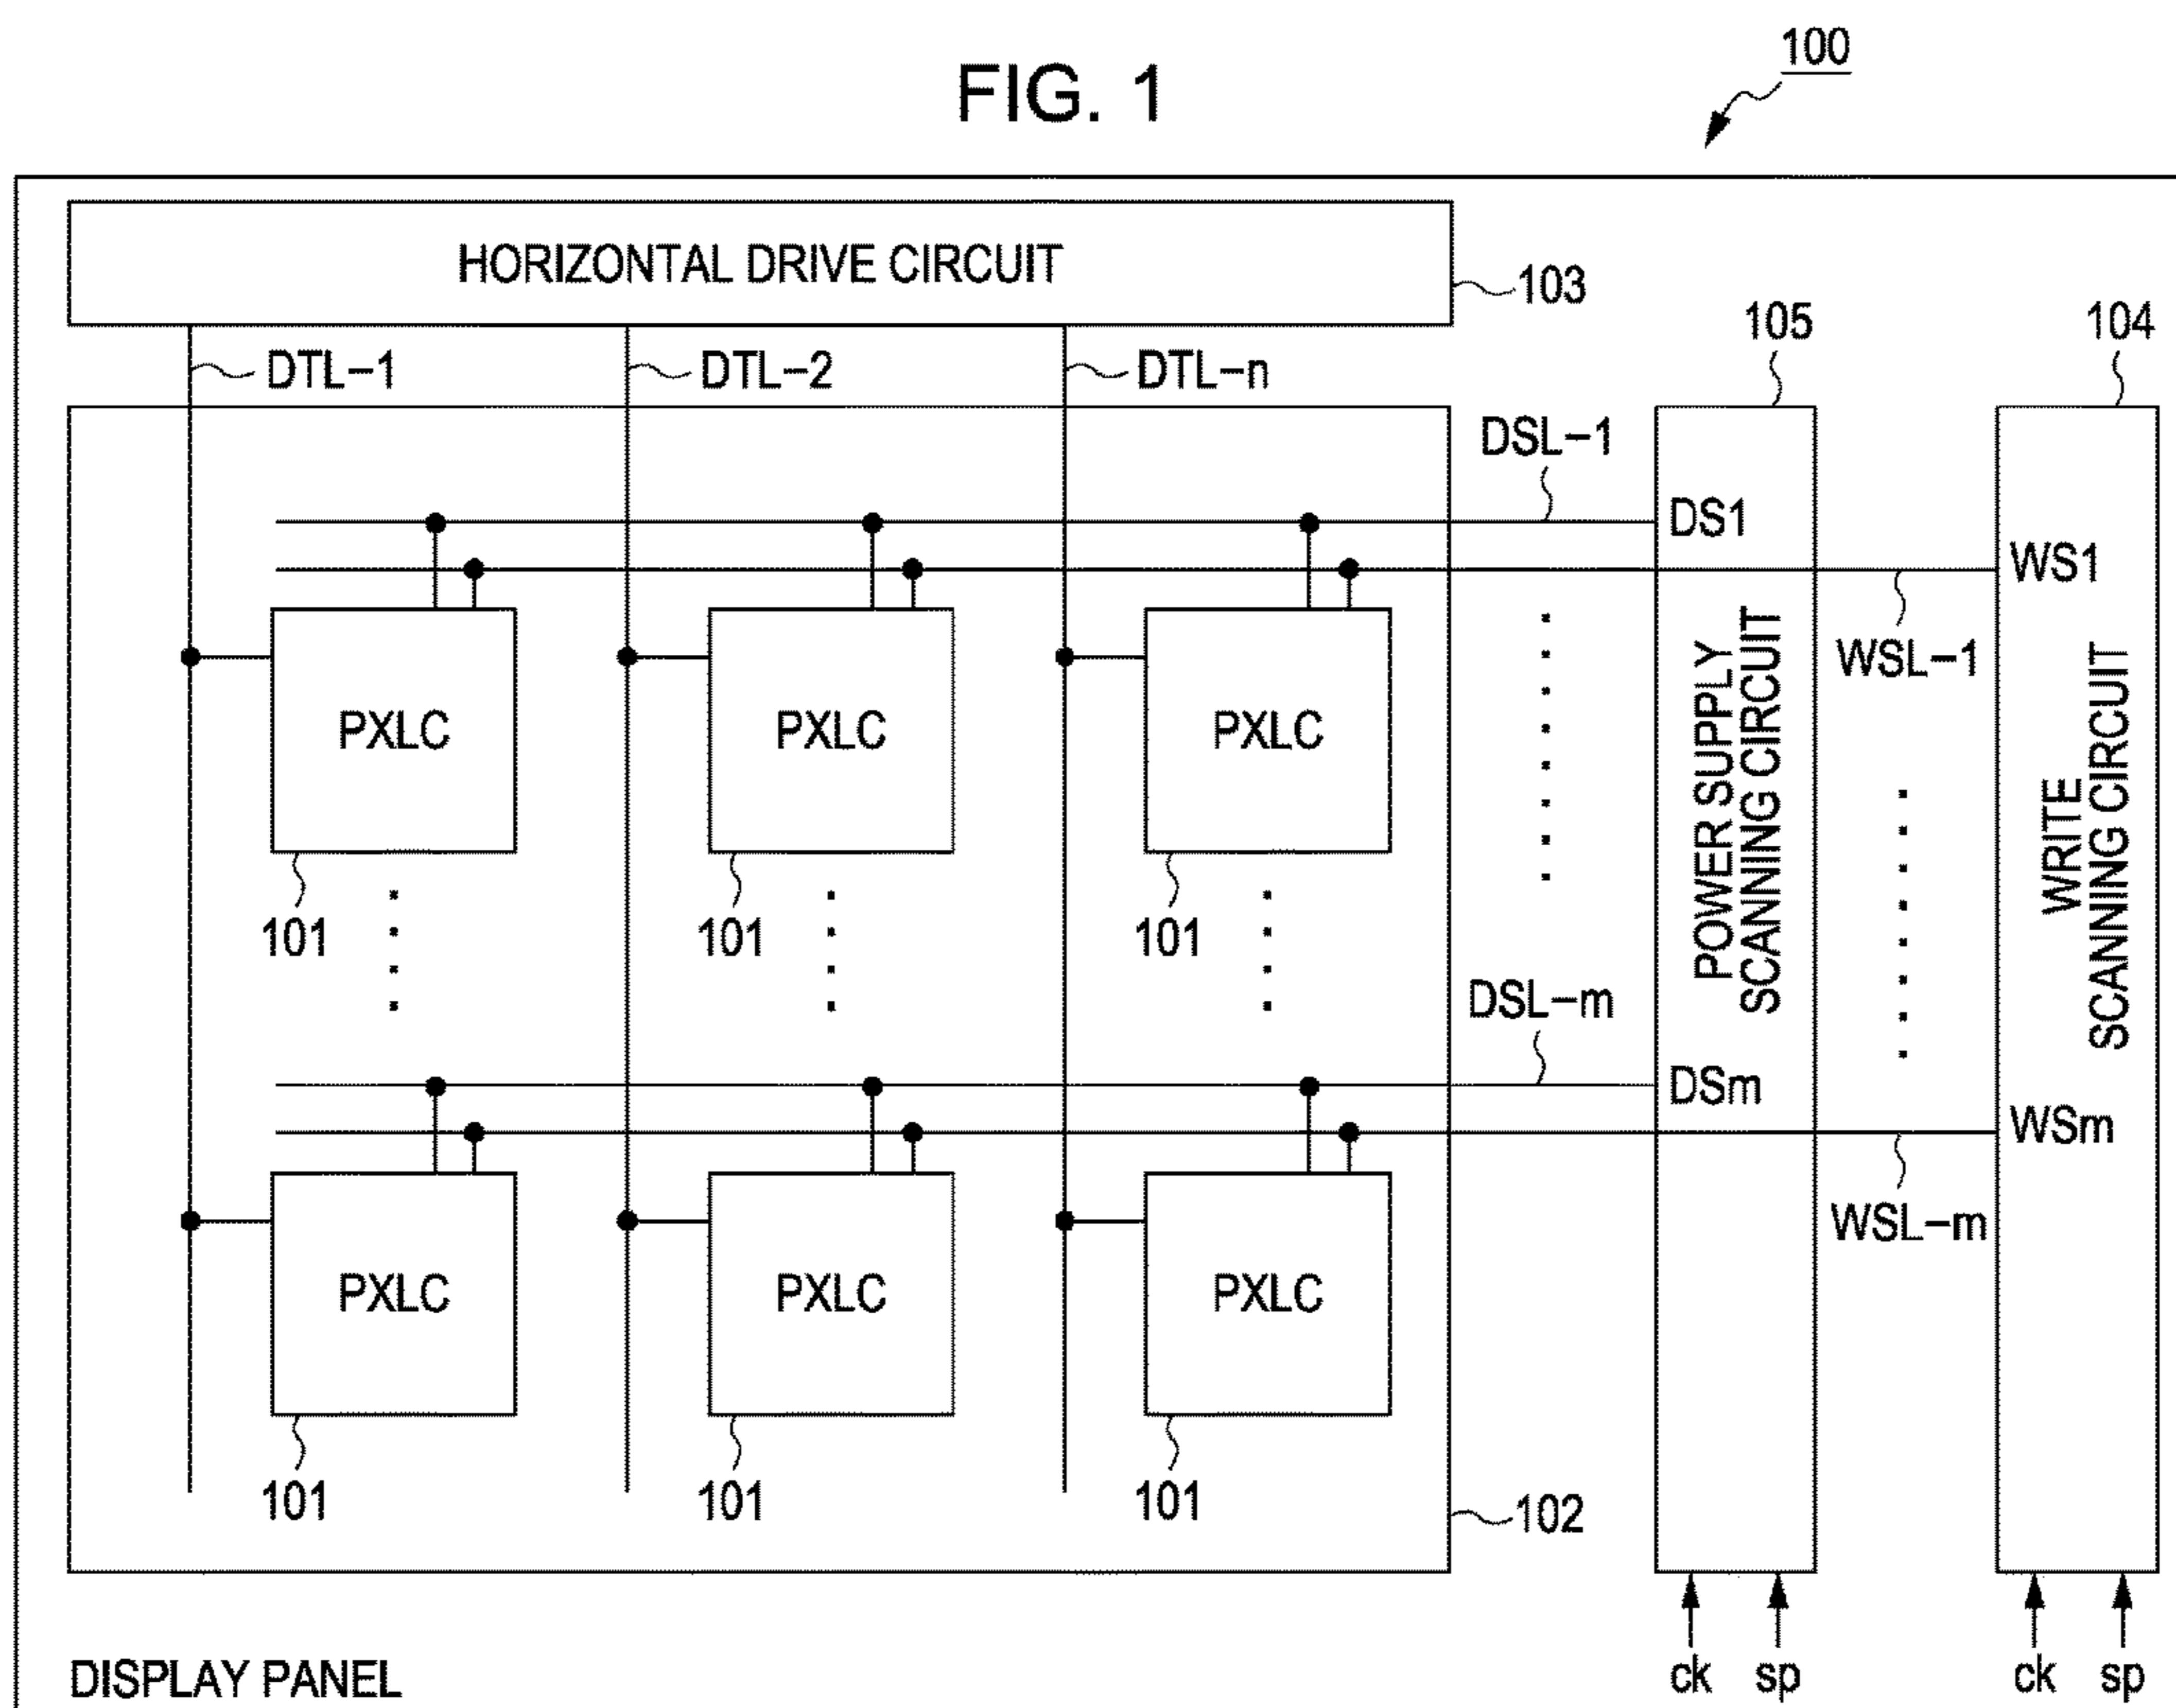 FIG. 1
100
HORIZONTAL DRIVE CIRCUIT
103
105
104
DTL-1
DTL-2
DTL-n
DSL-1
DS1
WS1
WSL-1
PXLC
PXLC
PXLC
POWER SUPPLY
SCANNING CIRCUIT
WRITE
SCANNING CIRCUIT
101
101
101
DSL-m
DSm
WSm
WSL-m
PXLC
PXLC
PXLC
101
101
101
102
DISPLAY PANEL
ck
sp
ck
sp